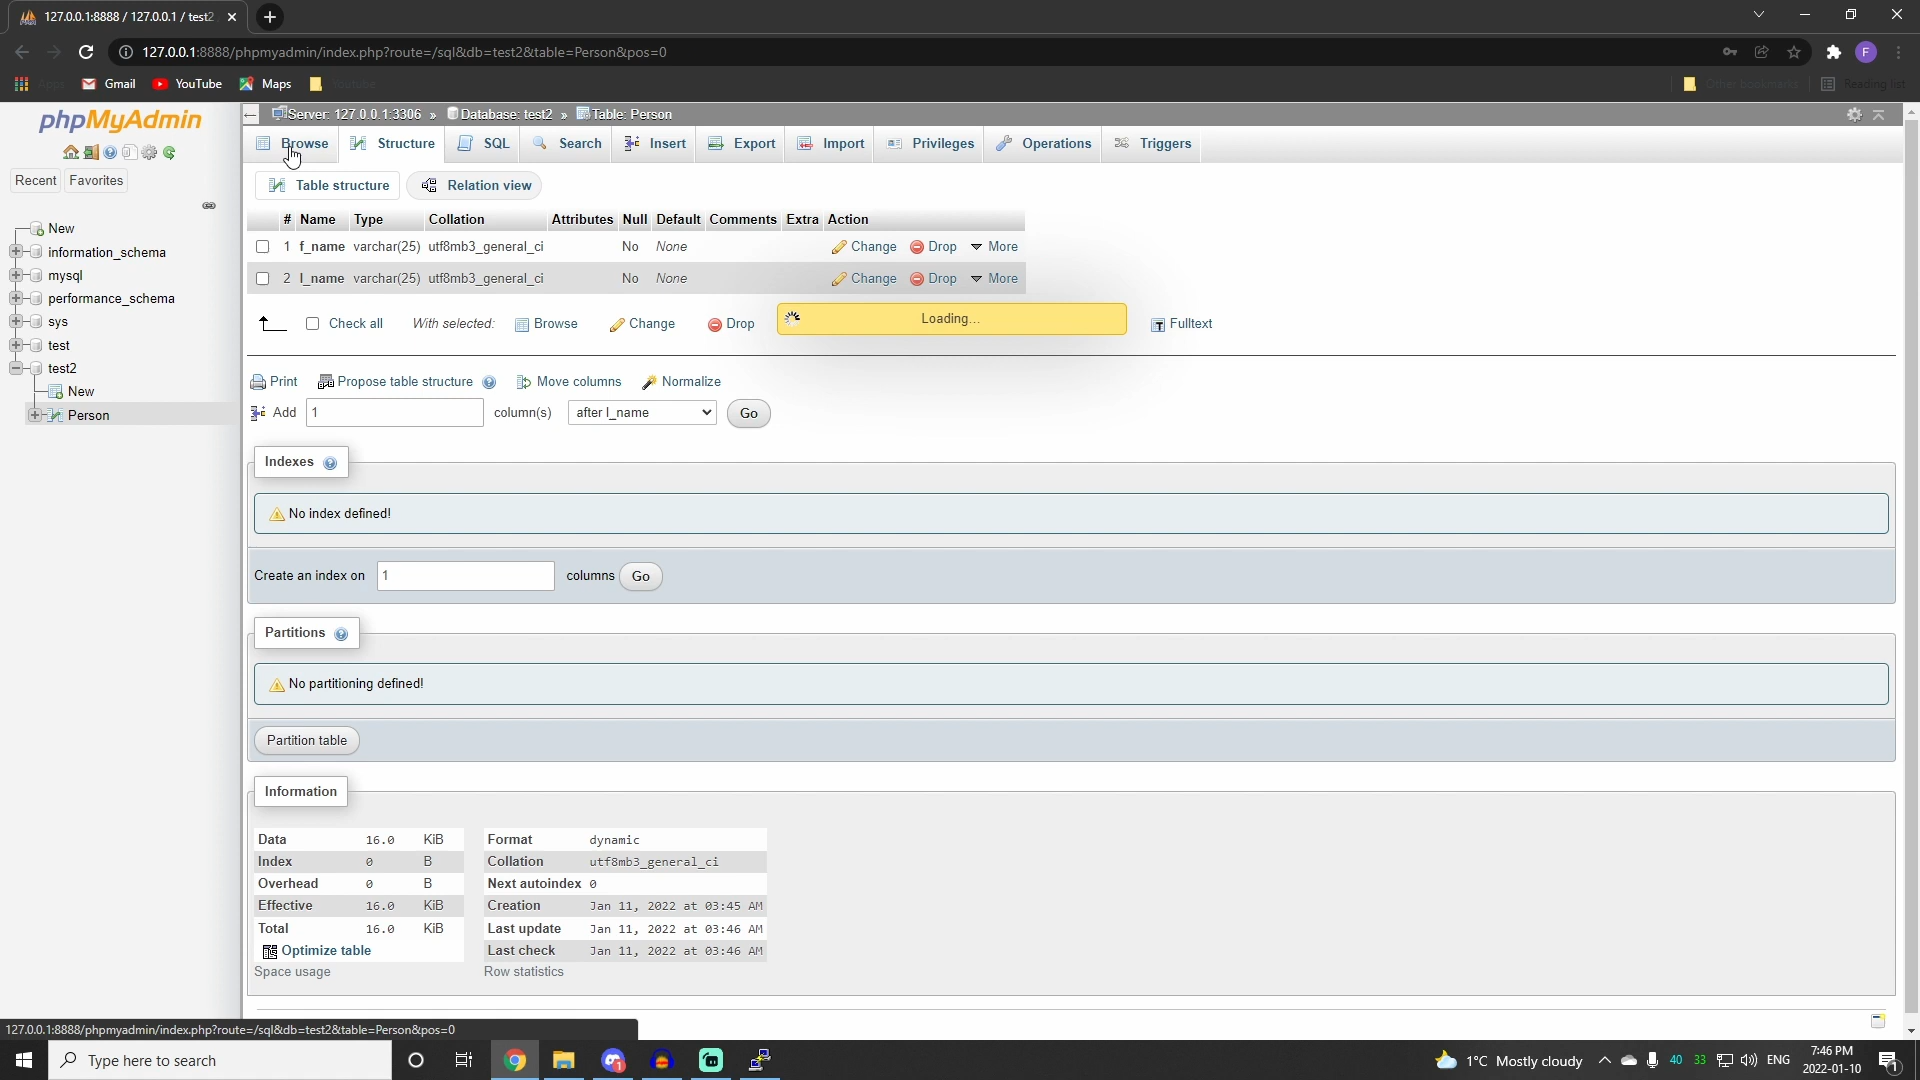 127.0.0.1:8888 / 127.0.0.1 / test2
127.0.0.1:8888/phpmyadmin/index.php?route=/sql&db=test2&table=Person&pos=0
Apps Gmail YouTube Maps Youtube Other bookmarks Reading list
phpMyAdmin
Recent Favorites
New
information_schema
mysql
performance_schema
sys
test
test2
New
Person
Server: 127.0.0.1:3306 » Database: test2 » Table: Person
Browse Structure SQL Search Insert Export Import Privileges Operations Triggers
Table structure Relation view
# Name Type Collation Attributes Null Default Comments Extra Action
1 f_name varchar(25) utf8mb3_general_ci No None Change Drop More
2 l_name varchar(25) utf8mb3_general_ci No None Change Drop More
Check all With selected: Browse Change Drop Loading... Fulltext
Print Propose table structure Move columns Normalize
Add 1 column(s) after l_name Go
Indexes
No index defined!
Create an index on 1 columns Go
Partitions
No partitioning defined!
Partition table
Information
Data 16.0 KiB
Index 0 B
Overhead 0 B
Effective 16.0 KiB
Total 16.0 KiB
Optimize table
Space usage
Format dynamic
Collation utf8mb3_general_ci
Next autoindex 0
Creation Jan 11, 2022 at 03:45 AM
Last update Jan 11, 2022 at 03:46 AM
Last check Jan 11, 2022 at 03:46 AM
Row statistics
127.0.0.1:8888/phpmyadmin/index.php?route=/sql&db=test2&table=Person&pos=0
Type here to search
1°C Mostly cloudy
40 33
ENG
7:46 PM
2022-01-10